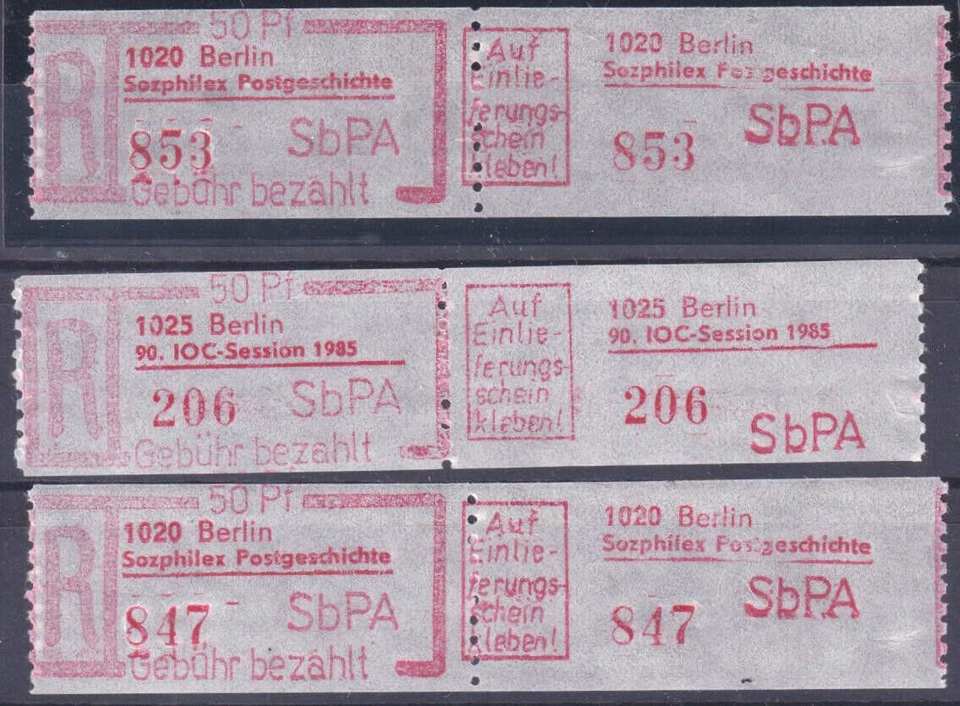 50 Pf
R
1020 Berlin
Sozphilex Postgeschichte
853 SbPA
Gebühr bezahlt
Auf
Einlie-
ferungs-
schein
kleben!
1020 Berlin
Sozphilex Postgeschichte
853 SbPA
50 Pf
R
1025 Berlin
90. IOC-Session 1985
206 SbPA
Gebühr bezahlt
Auf
Einlie-
ferungs-
schein
kleben!
1025 Berlin
90. IOC-Session 1985
206 SbPA
50 Pf
R
1020 Berlin
Sozphilex Postgeschichte
847 SbPA
Gebühr bezahlt
Auf
Einlie-
ferungs-
schein
kleben!
1020 Berlin
Sozphilex Postgeschichte
847 SbPA